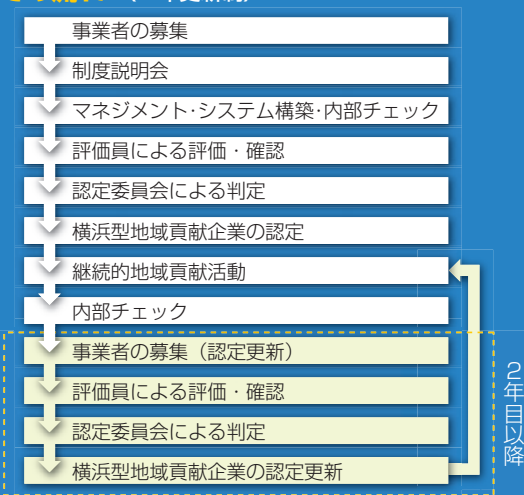 事業者の募集
制度説明会
マネジメント・システム構築・内部チェック
評価員による評価・確認
認定委員会による判定
横浜型地域貢献企業の認定
継続的地域貢献活動
内部チェック
事業者の募集（認定更新）
評価員による評価・確認
認定委員会による判定
横浜型地域貢献企業の認定更新
2年目以降